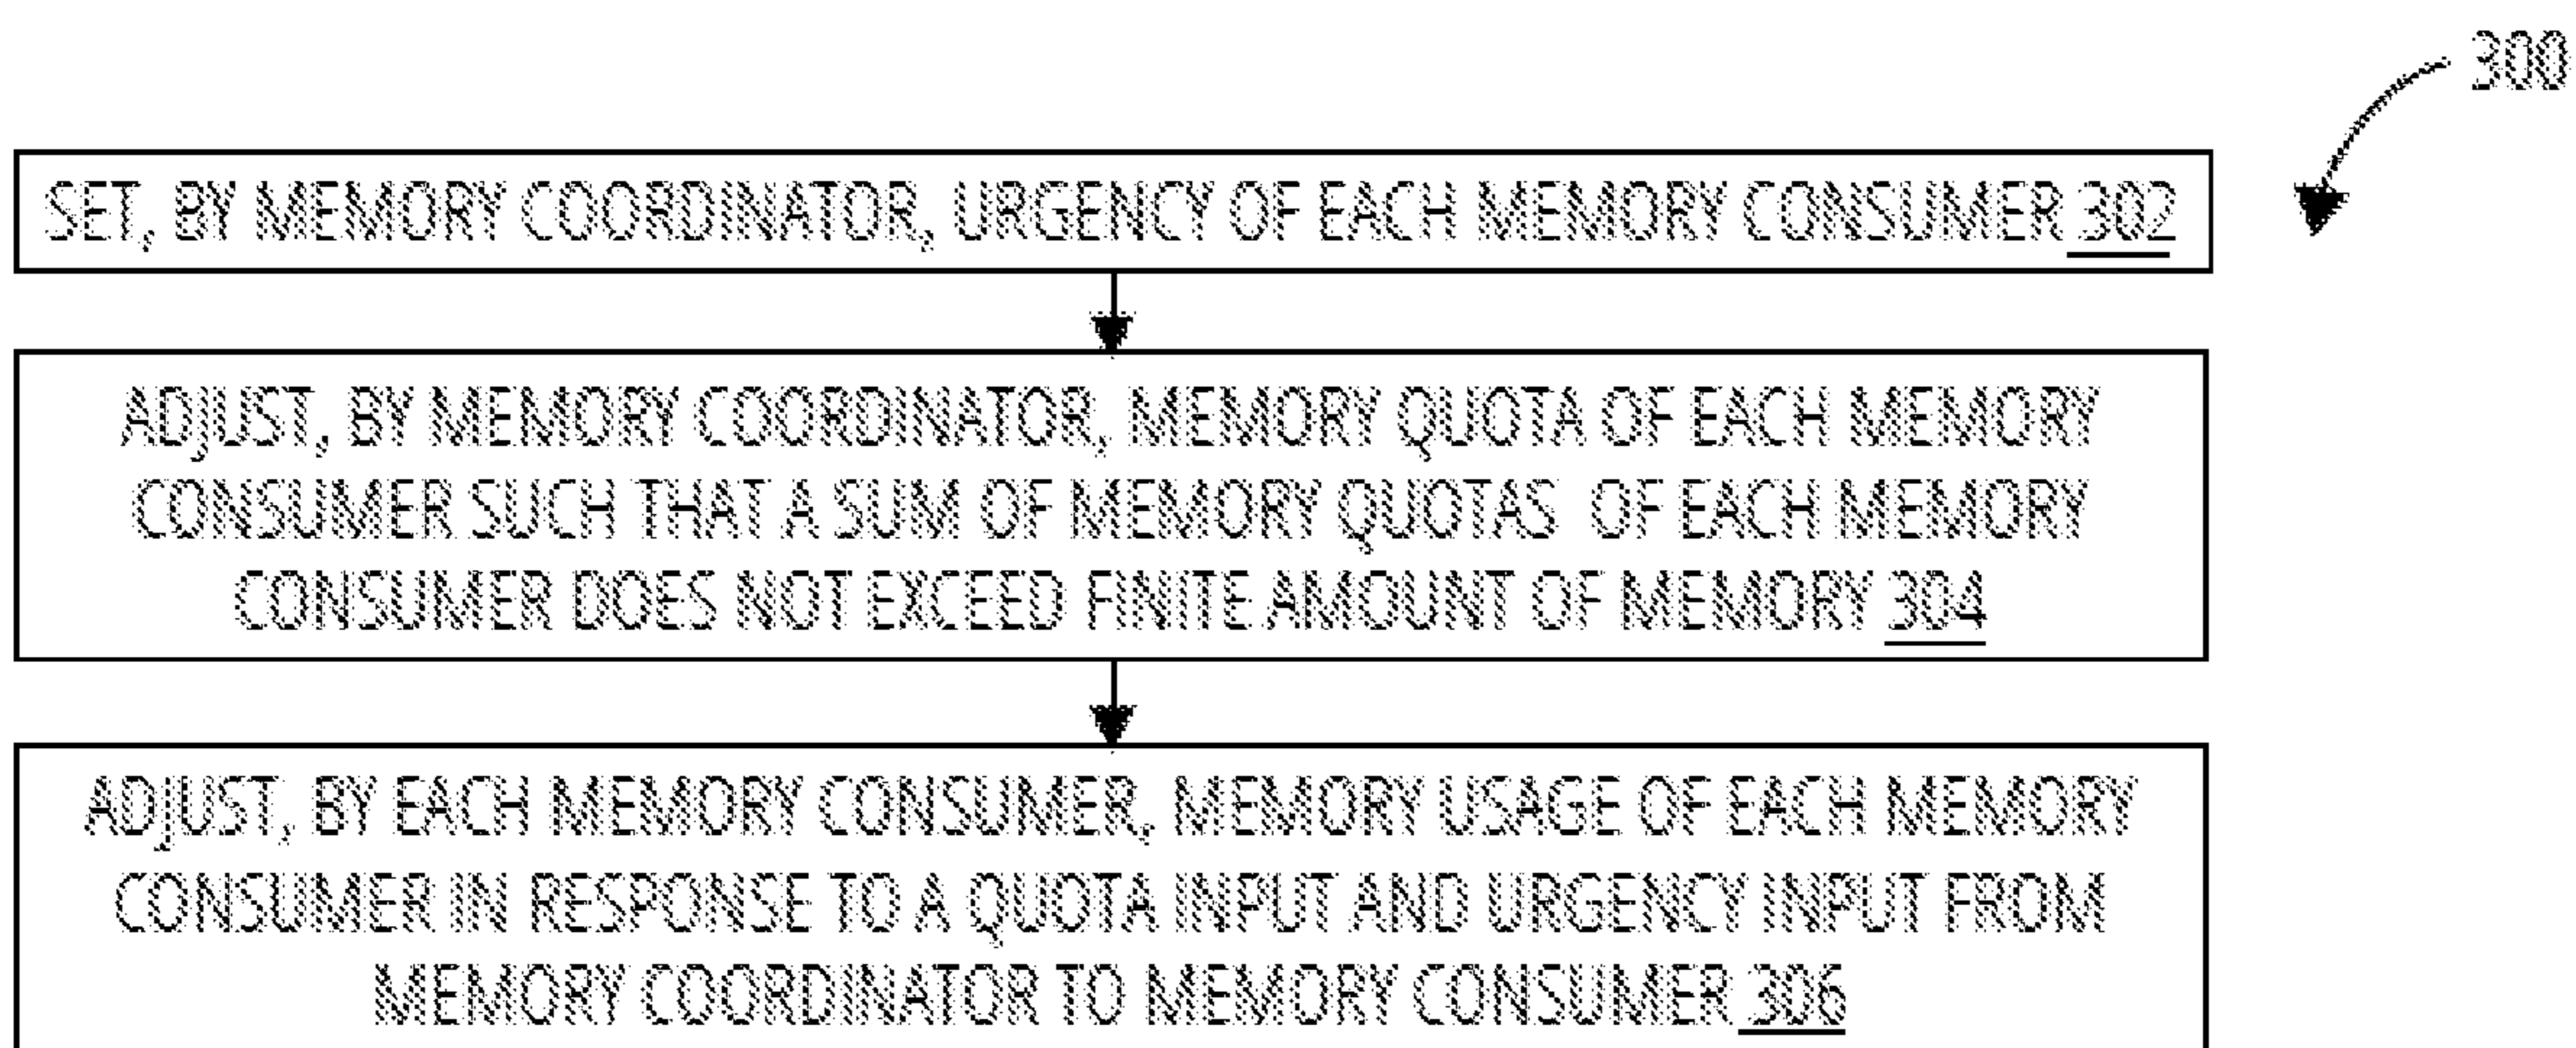 300
SET, BY MEMORY COORDINATOR, URGENCY OF EACH MEMORY CONSUMER 302
ADJUST, BY MEMORY COORDINATOR, MEMORY QUOTA OF EACH MEMORY
CONSUMER SUCH THAT A SUM OF MEMORY QUOTAS OF EACH MEMORY
CONSUMER DOES NOT EXCEED FINITE AMOUNT OF MEMORY 304
ADJUST, BY EACH MEMORY CONSUMER, MEMORY USAGE OF EACH MEMORY
CONSUMER IN RESPONSE TO A QUOTA INPUT AND URGENCY INPUT FROM
MEMORY COORDINATOR TO MEMORY CONSUMER 306